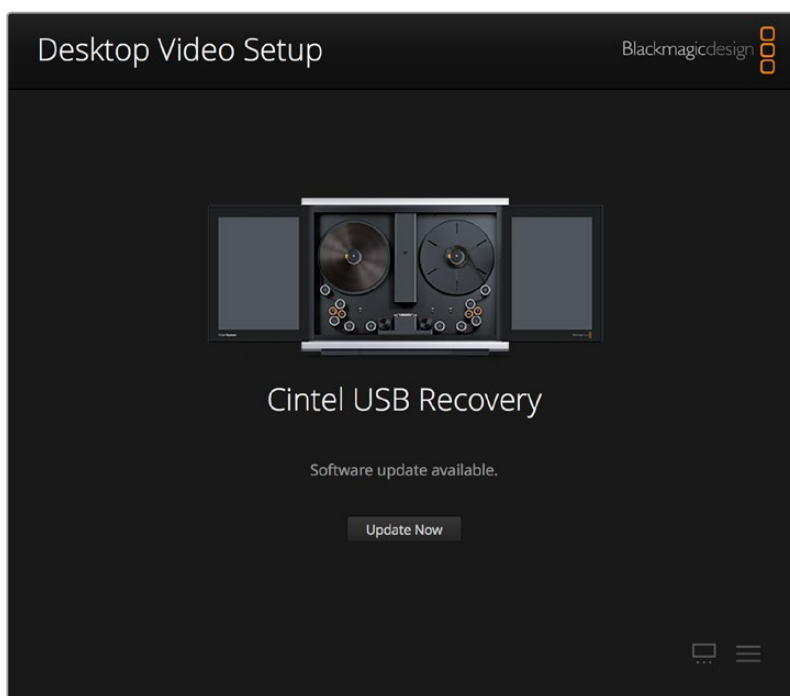 Desktop Video Setup
Blackmagicdesign
Cintel USB Recovery
Software update available.
Update Now